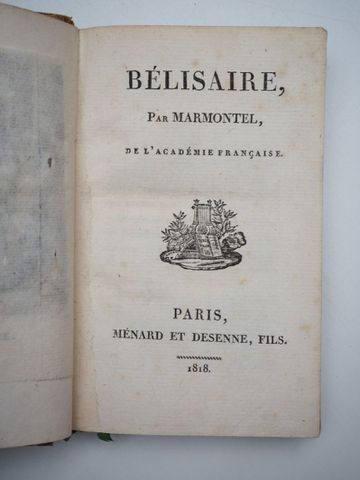 BÉLISAIRE,
PAR MARMONTEL,
DE L'ACADÉMIE FRANÇAISE.
PARIS,
MÉNARD ET DESENNE, FILS.
1818.